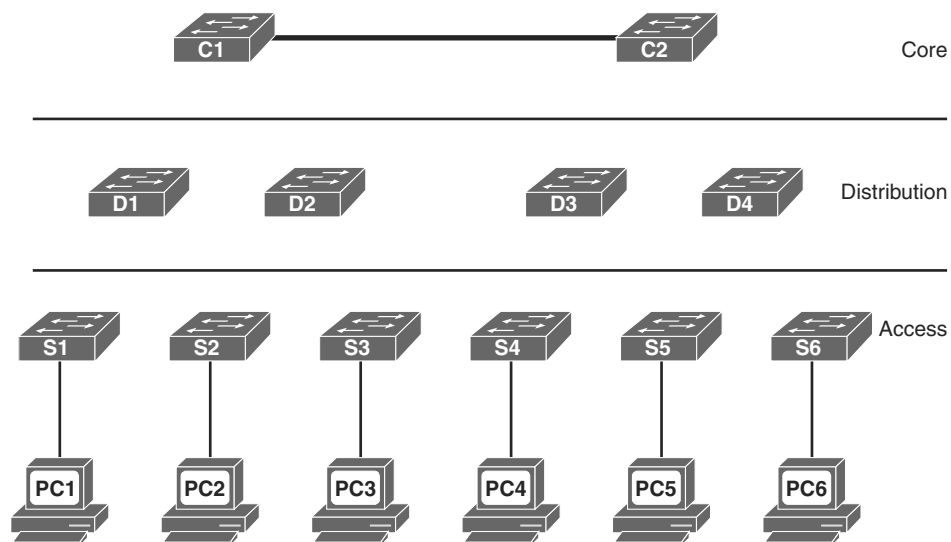 C1 C2 Core
D1 D2 D3 D4 Distribution
S1 S2 S3 S4 S5 S6 Access
PC1 PC2 PC3 PC4 PC5 PC6